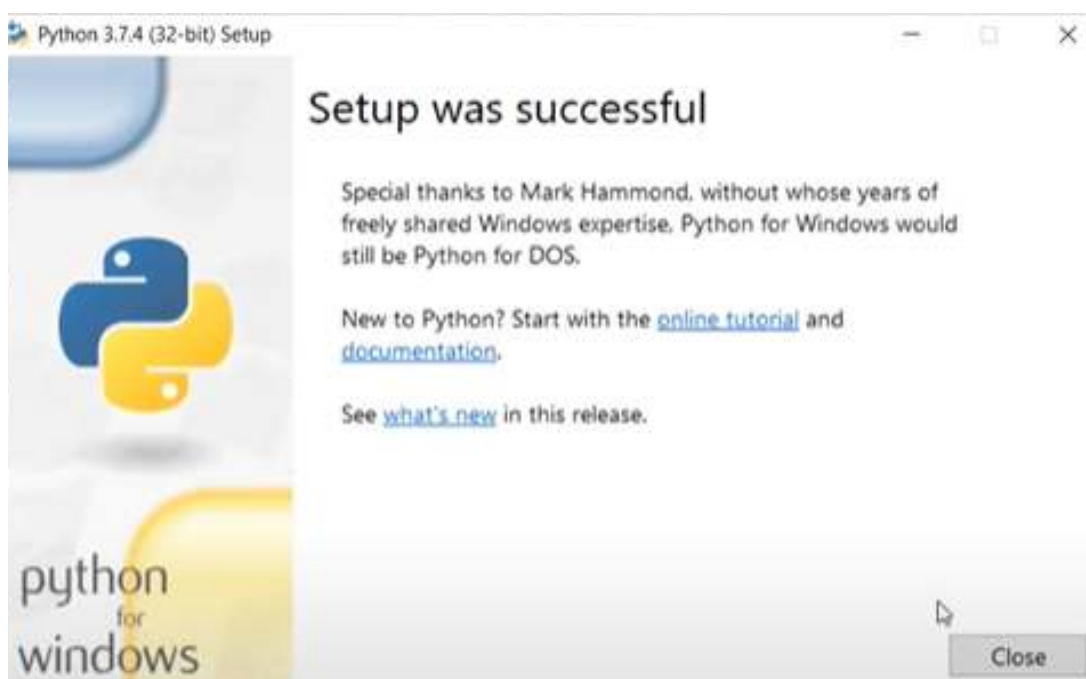 Python 3.7.4 (32-bit) Setup
Setup was successful
Special thanks to Mark Hammond, without whose years of
freely shared Windows expertise, Python for Windows would
still be Python for DOS.
New to Python? Start with the online tutorial and
documentation.
See what's new in this release.
python
for
windows
Close